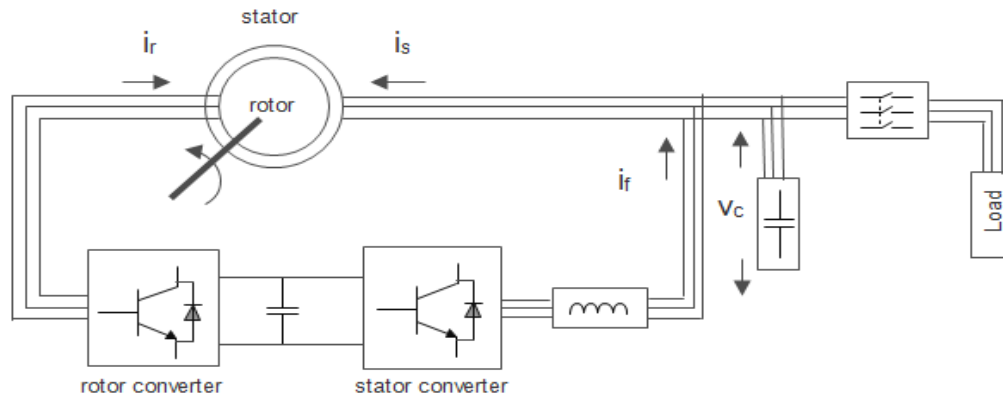 stator
ir
is
rotor
if
vc
Load
rotor converter
stator converter